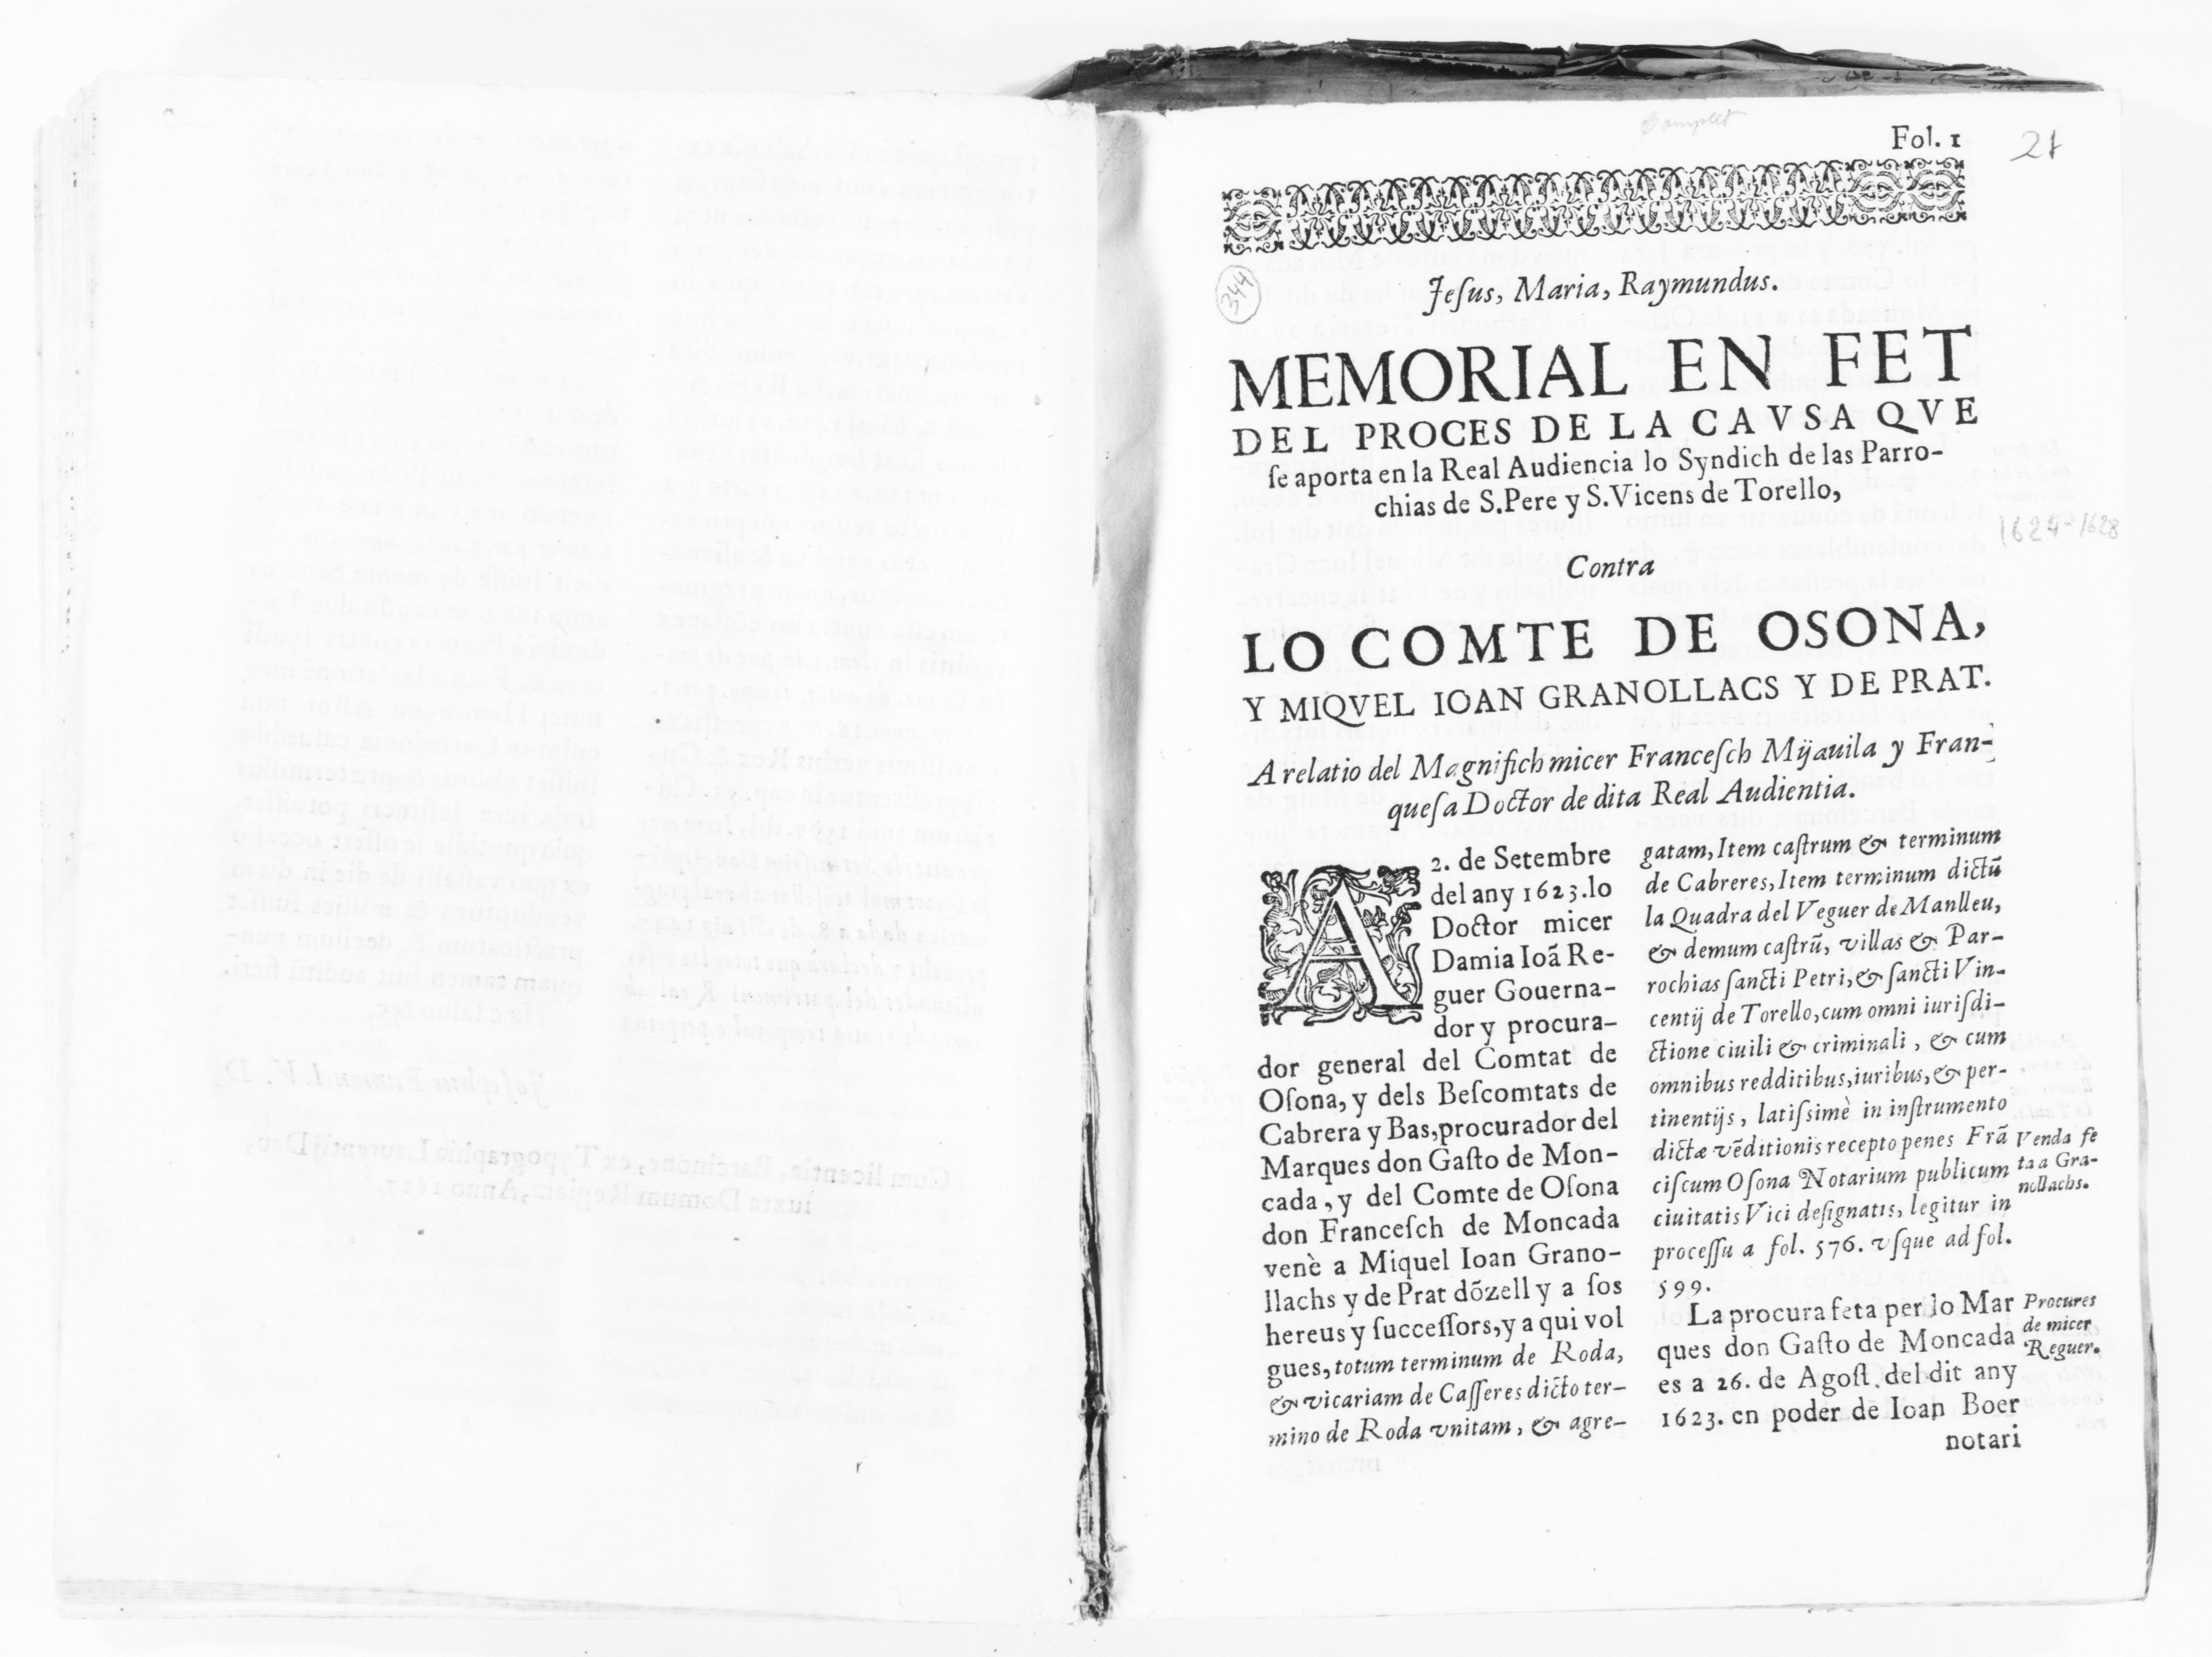 Fol. 1
21
344
Jeſus, Maria, Raymundus.
MEMORIAL EN FET
DEL PROCES DE LA CAVSA QVE
ſe aporta en la Real Audiencia lo Syndich de las Parro-
chias de S. Pere y S. Vicens de Torello,
1624-1628
Contra
LO COMTE DE OSONA,
Y MIQVEL IOAN GRANOLLACS Y DE PRAT.
A relatio del Magnifich micer Franceſch Mijauila y Fran-
queſa Doctor de dita Real Audientia.
A 2. de Setembre
del any 1623. lo
Doctor micer
Damia Ioã Re-
guer Gouerna-
dor y procura-
dor general del Comtat de
Oſona, y dels Beſcomtats de
Cabrera y Bas, procurador del
Marques don Gaſto de Mon-
cada, y del Comte de Oſona
don Franceſch de Moncada
venè a Miquel Ioan Grano-
llachs y de Prat dõzell y a ſos
hereus y ſucceſſors, y a qui vol
gues, totum terminum de Roda,
& vicariam de Caſſeres dicto ter-
mino de Roda vnitam, & agre-
gatam, Item caſtrum & terminum
de Cabreres, Item terminum dictũ
la Quadra del Veguer de Manlleu,
& demum caſtrũ, villas & Par-
rochias ſancti Petri, & ſancti Vin-
centij de Torello, cum omni iuriſdi-
ctione ciuili & criminali, & cum
omnibus redditibus, iuribus, & per-
tinentijs, latiſsimè in inſtrumento
dictæ vẽditionis recepto penes Frã
ciſcum Oſona Notarium publicum
ciuitatis Vici deſignatis, legitur in
proceſſu a fol. 576. vſque ad fol.
599.
Venda fe
ta a Gra-
nollachs.
La procura feta per lo Mar
ques don Gaſto de Moncada
es a 26. de Agoſt. del dit any
1623. en poder de Ioan Boer
notari
Procures
de micer
Reguer.